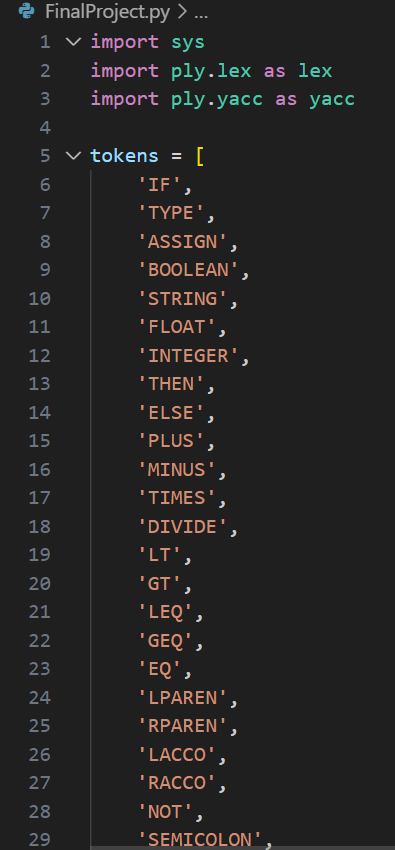 FinalProject.py > ...
1 import sys
2 import ply.lex as lex
3 import ply.yacc as yacc
4
5 tokens = [
6 'IF',
7 'TYPE',
8 'ASSIGN',
9 'BOOLEAN',
10 'STRING',
11 'FLOAT',
12 'INTEGER',
13 'THEN',
14 'ELSE',
15 'PLUS',
16 'MINUS',
17 'TIMES',
18 'DIVIDE',
19 'LT',
20 'GT',
21 'LEQ',
22 'GEQ',
23 'EQ',
24 'LPAREN',
25 'RPAREN',
26 'LACCO',
27 'RACCO',
28 'NOT',
29 'SEMICOLON',